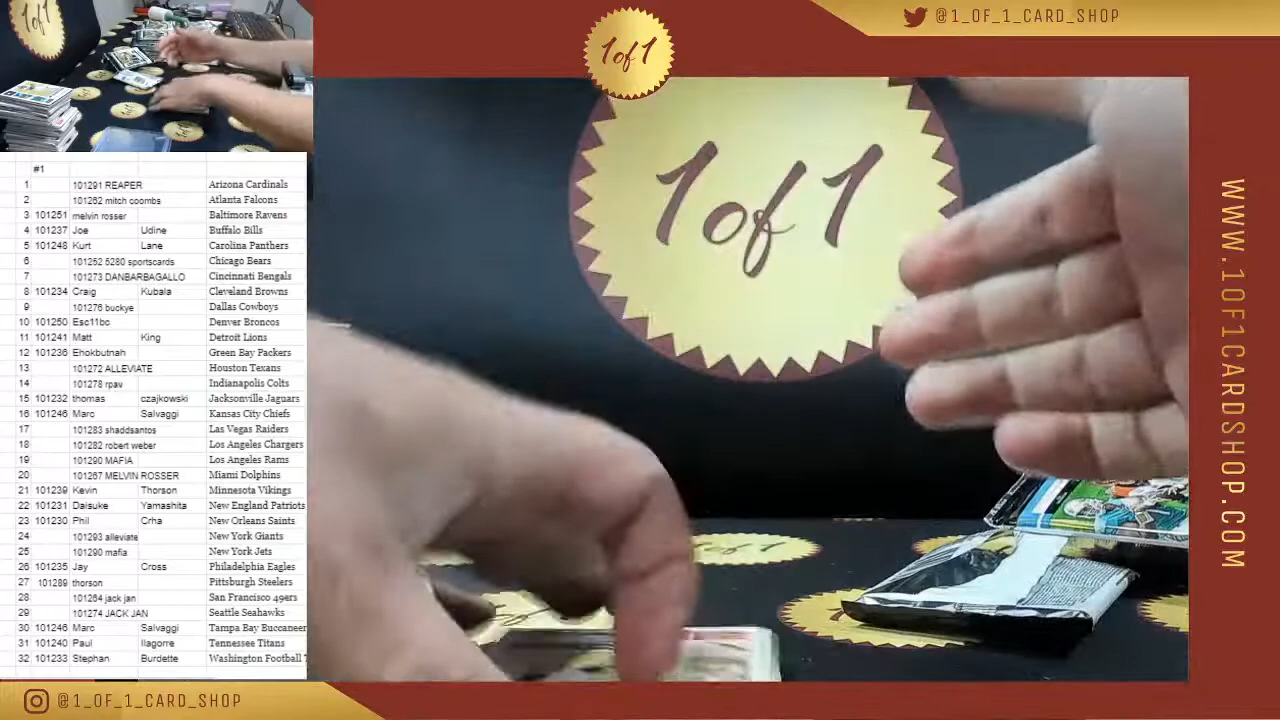 1of1
1of1
@1_OF_1_CARD_SHOP
1of1
WWW.1OF1CARDSHOP.COM
#1
1 101291 REAPER Arizona Cardinals
2 101262 mitch coombs Atlanta Falcons
3 101251 melvin rosser Baltimore Ravens
4 101237 Joe Udine Buffalo Bills
5 101248 Kurt Lane Carolina Panthers
6 101252 5280 sportscards Chicago Bears
7 101273 DANBARBAGALLO Cincinnati Bengals
8 101234 Craig Kubala Cleveland Browns
9 101276 buckye Dallas Cowboys
10 101250 Esc11bc Denver Broncos
11 101241 Matt King Detroit Lions
12 101236 Ehokbutnah Green Bay Packers
13 101272 ALLEVIATE Houston Texans
14 101278 rpav Indianapolis Colts
15 101232 thomas czajkowski Jacksonville Jaguars
16 101246 Marc Salvaggi Kansas City Chiefs
17 101283 shaddsantos Las Vegas Raiders
18 101282 robert weber Los Angeles Chargers
19 101290 MAFIA Los Angeles Rams
20 101267 MELVIN ROSSER Miami Dolphins
21 101239 Kevin Thorson Minnesota Vikings
22 101231 Daisuke Yamashita New England Patriots
23 101230 Phil Crha New Orleans Saints
24 101293 alleviate New York Giants
25 101290 mafia New York Jets
26 101235 Jay Cross Philadelphia Eagles
27 101289 thorson Pittsburgh Steelers
28 101264 jack jan San Francisco 49ers
29 101274 JACK JAN Seattle Seahawks
30 101246 Marc Salvaggi Tampa Bay Buccaneer
31 101240 Paul llagorre Tennessee Titans
32 101233 Stephan Burdette Washington Football T
@1_OF_1_CARD_SHOP